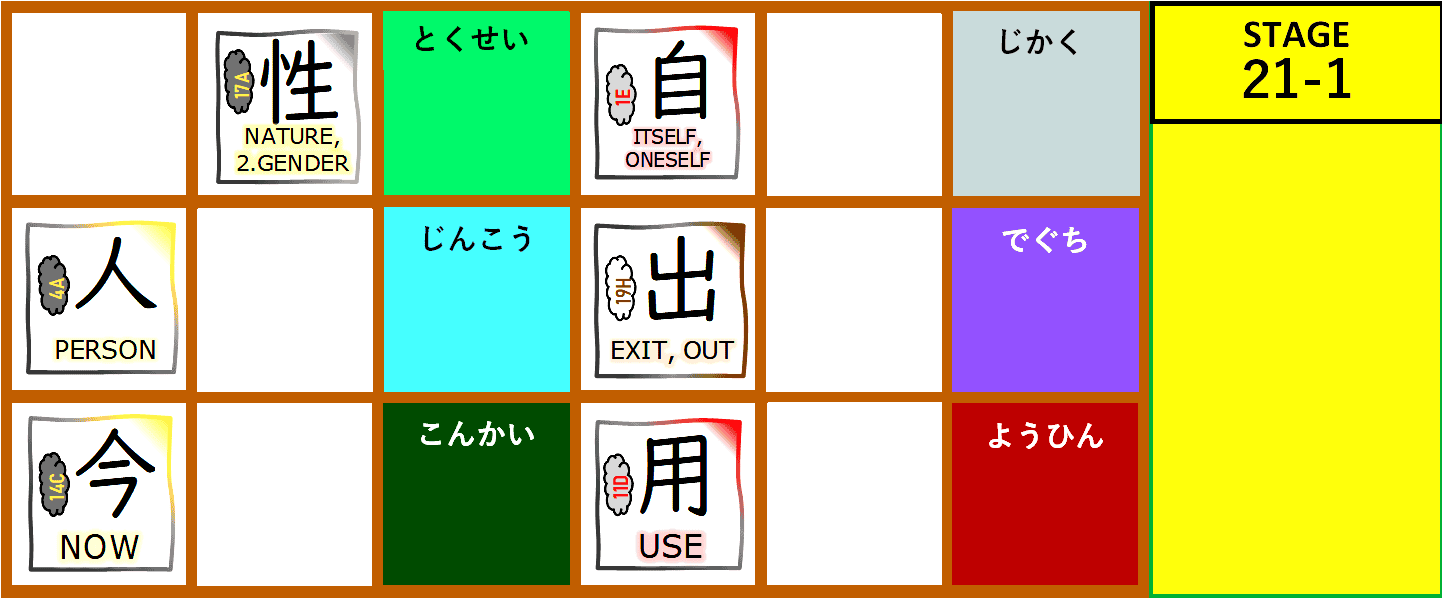 17A
性
NATURE,
2.GENDER
とくせい
1E
自
ITSELF,
ONESELF
じかく
STAGE
21-1
4A
人
PERSON
じんこう
19H
出
EXIT, OUT
でぐち
14C
今
NOW
こんかい
11D
用
USE
ようひん